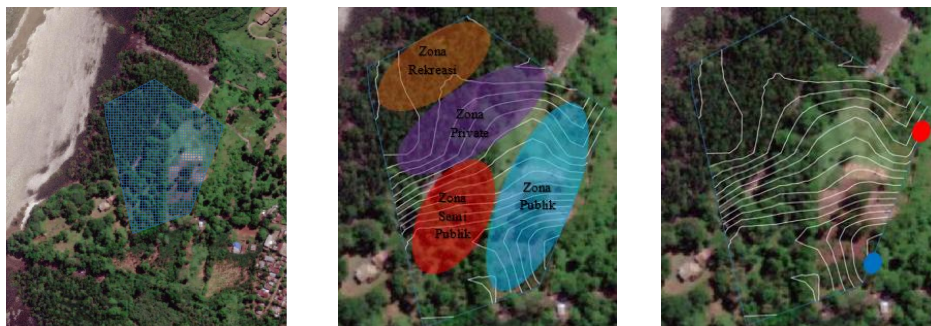 Zona
Rekreasi
Zona
Private
Zona
Semi
Publik
Zona
Publik